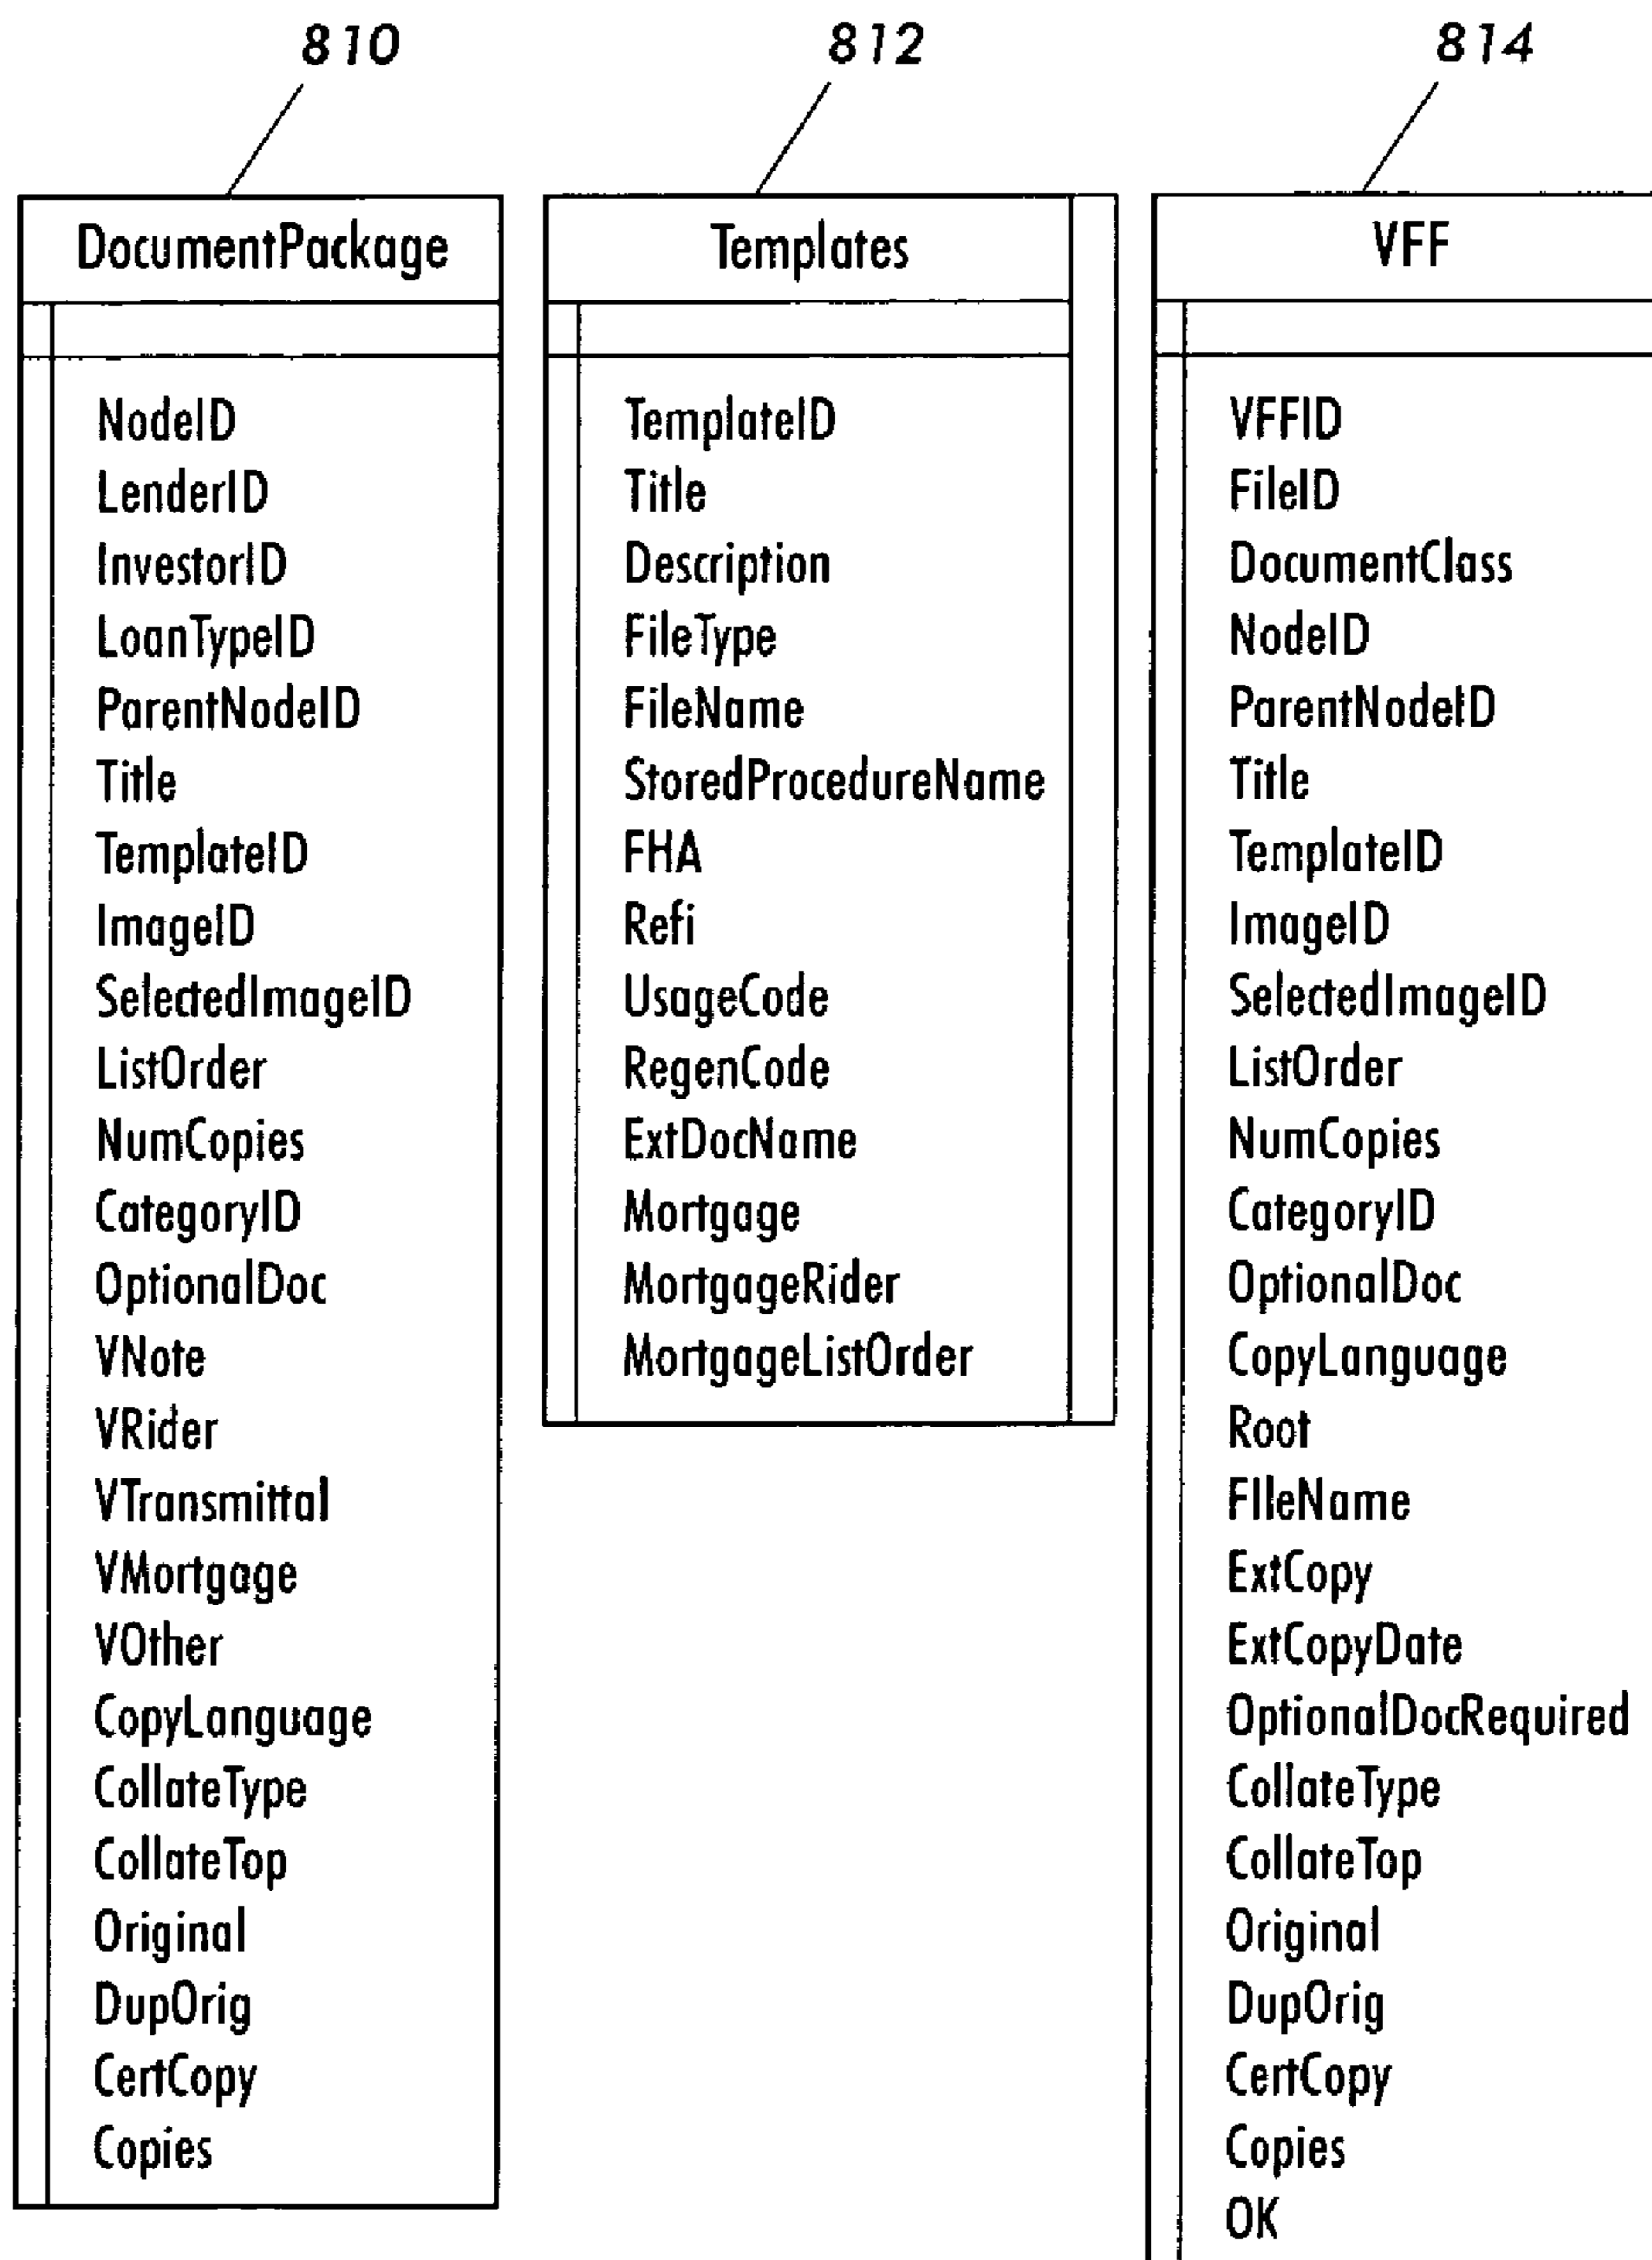 810
812
814
DocumentPackage
NodeID
LenderID
InvestorID
LoanTypeID
ParentNodeID
Title
TemplateID
ImageID
SelectedImageID
ListOrder
NumCopies
CategoryID
OptionalDoc
VNote
VRider
VTransmittal
VMortgage
VOther
CopyLanguage
CollateType
CollateTop
Original
DupOrig
CertCopy
Copies
Templates
TemplateID
Title
Description
FileType
FileName
StoredProcedureName
FHA
Refi
UsageCode
RegenCode
ExtDocName
Mortgage
MortgageRider
MortgageListOrder
VFF
VFFID
FileID
DocumentClass
NodeID
ParentNodeID
Title
TemplateID
ImageID
SelectedImageID
ListOrder
NumCopies
CategoryID
OptionalDoc
CopyLanguage
Root
FIleName
ExtCopy
ExtCopyDate
OptionalDocRequired
CollateType
CollateTop
Original
DupOrig
CertCopy
Copies
OK